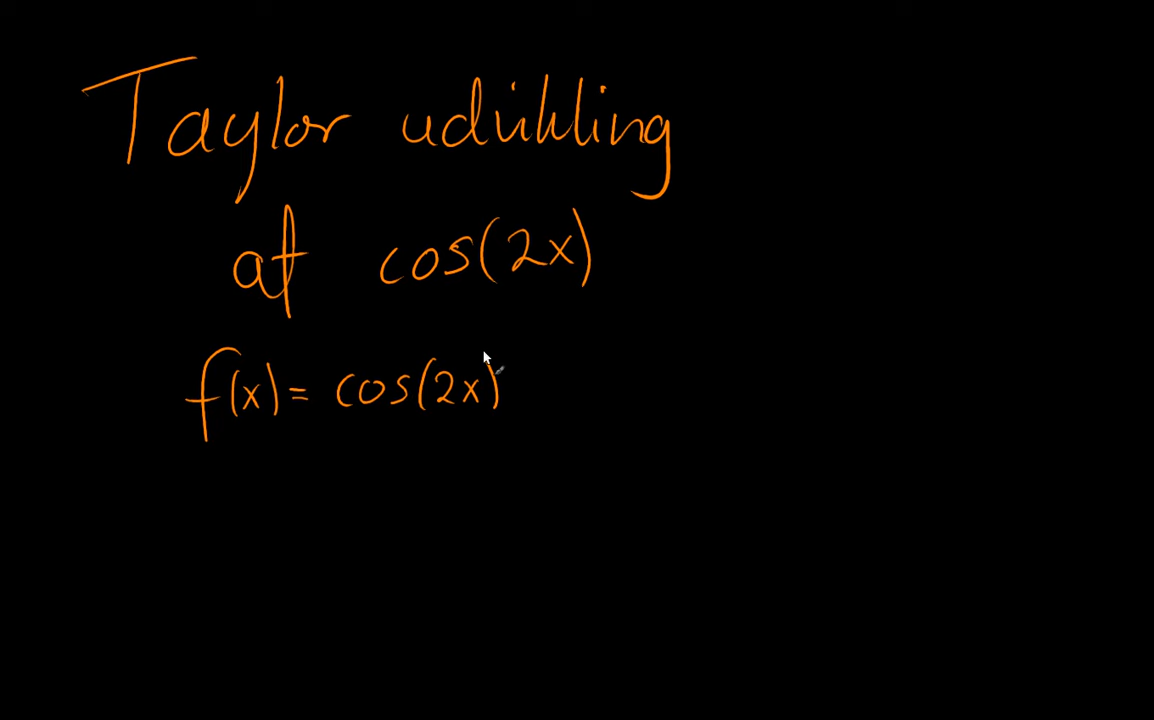 Taylor udvikling
af cos(2x)
f(x) = cos(2x)